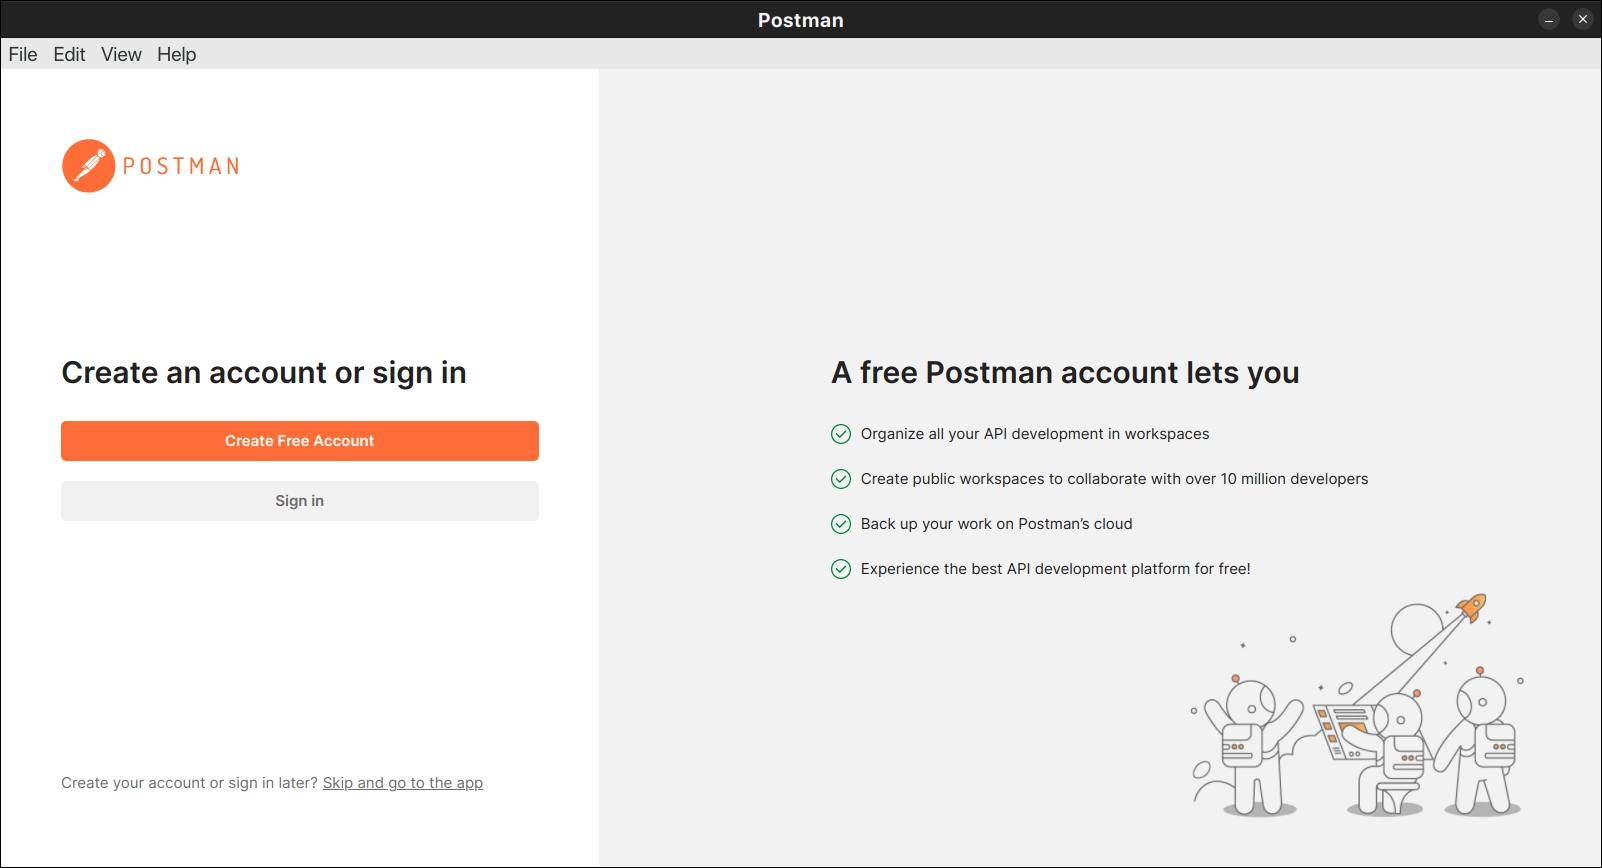 Postman
File Edit View Help
POSTMAN
Create an account or sign in
Create Free Account
Sign in
Create your account or sign in later? Skip and go to the app
A free Postman account lets you
Organize all your API development in workspaces
Create public workspaces to collaborate with over 10 million developers
Back up your work on Postman’s cloud
Experience the best API development platform for free!